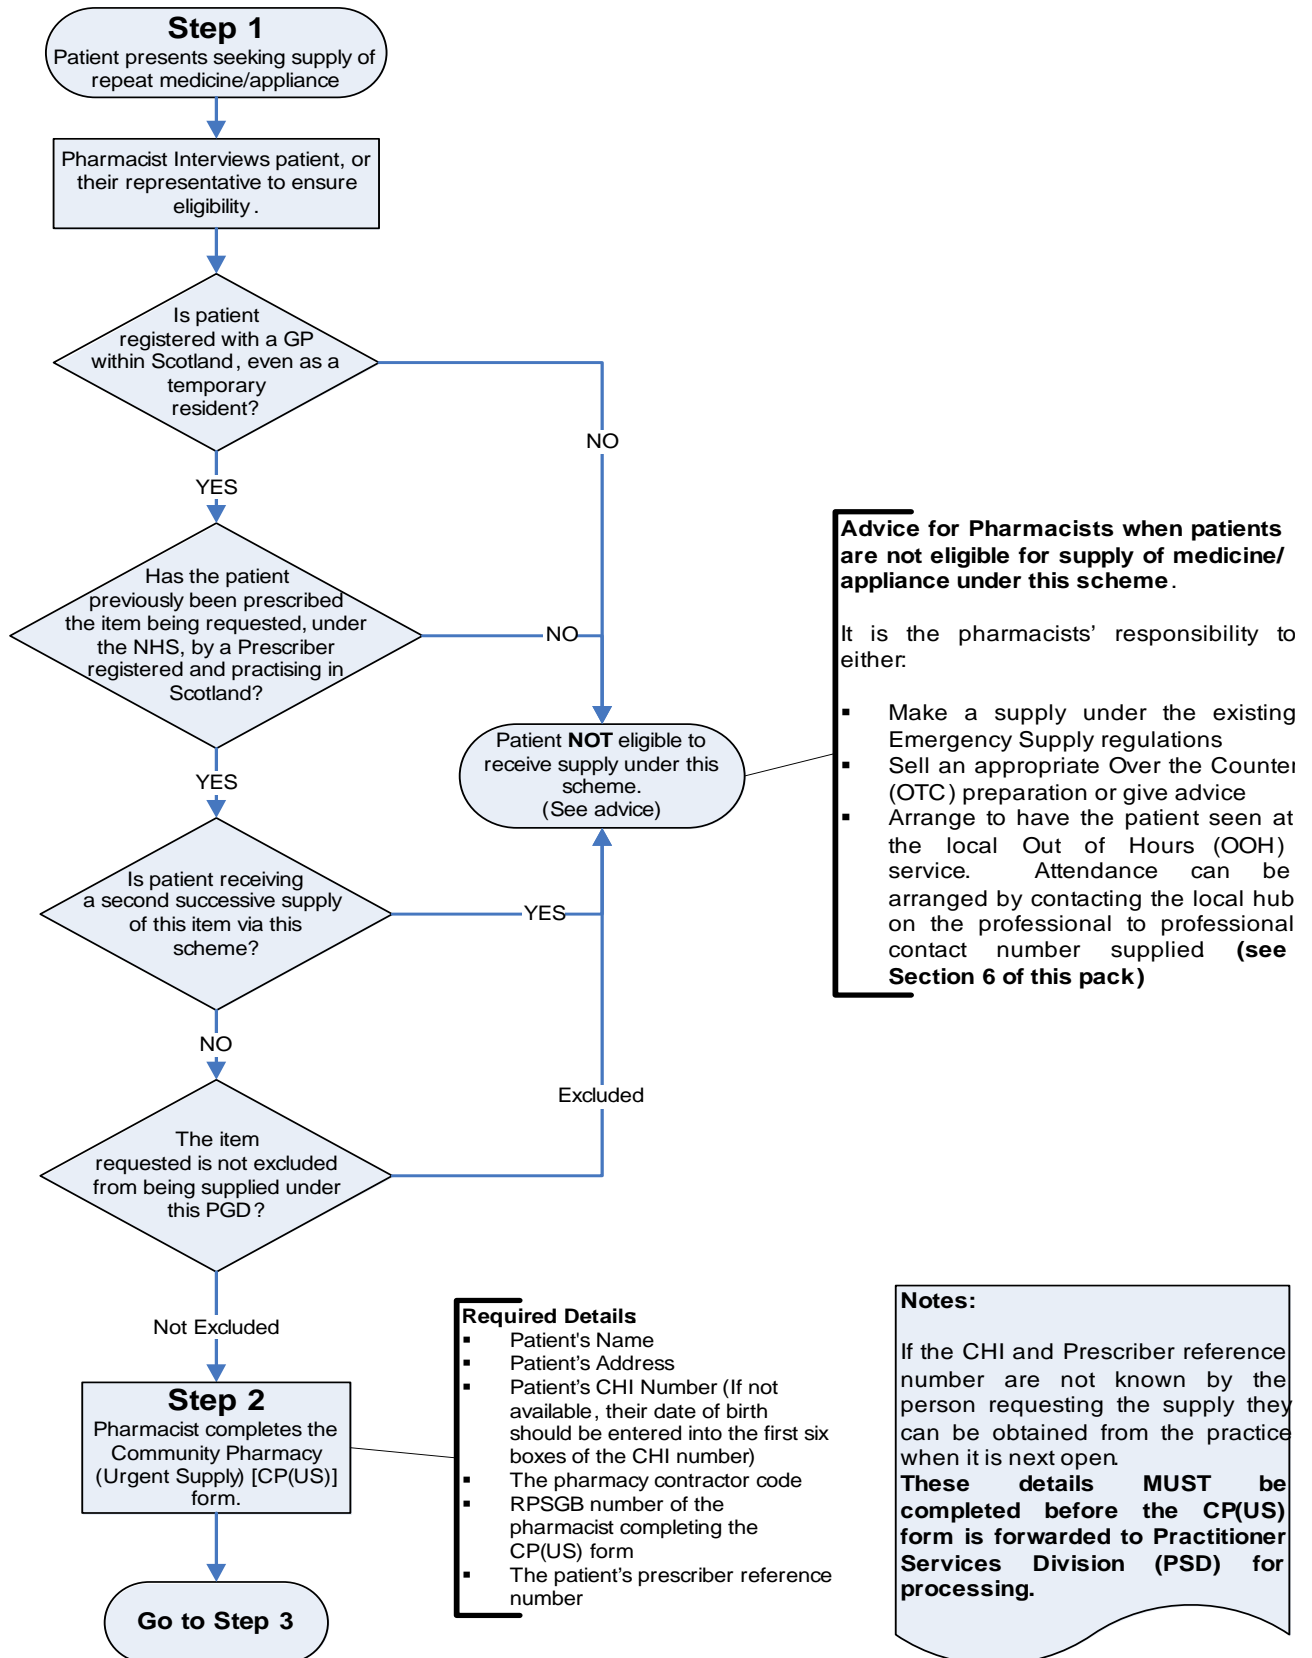 Step 1
Patient presents seeking supply of
repeat medicine/appliance
Pharmacist Interviews patient, or
their representative to ensure
eligibility.
Is patient
registered with a GP
within Scotland, even as a
temporary
resident?
NO
YES
Has the patient
previously been prescribed
the item being requested, under
the NHS, by a Prescriber
registered and practising in
Scotland?
NO
YES
Patient NOT eligible to
receive supply under this
scheme.
(See advice)
Advice for Pharmacists when patients
are not eligible for supply of medicine/
appliance under this scheme.
It is the pharmacists' responsibility to
either:
▪ Make a supply under the existing
Emergency Supply regulations
▪ Sell an appropriate Over the Counter
(OTC) preparation or give advice
▪ Arrange to have the patient seen at
the local Out of Hours (OOH)
service. Attendance can be
arranged by contacting the local hub
on the professional to professional
contact number supplied (see
Section 6 of this pack)
Is patient receiving
a second successive supply
of this item via this
scheme?
YES
NO
The item
requested is not excluded
from being supplied under
this PGD?
Excluded
Not Excluded
Step 2
Pharmacist completes the
Community Pharmacy
(Urgent Supply) [CP(US)]
form.
Required Details:
▪ Patient's Name
▪ Patient's Address
▪ Patient's CHI Number (If not
available, their date of birth
should be entered into the first six
boxes of the CHI number)
▪ The pharmacy contractor code
▪ RPSGB number of the
pharmacist completing the
CP(US) form
▪ The patient's prescriber reference
number
Notes:
If the CHI and Prescriber reference
number are not known by the
person requesting the supply they
can be obtained from the practice
when it is next open.
These details MUST be
completed before the CP(US)
form is forwarded to Practitioner
Services Division (PSD) for
processing.
Go to Step 3